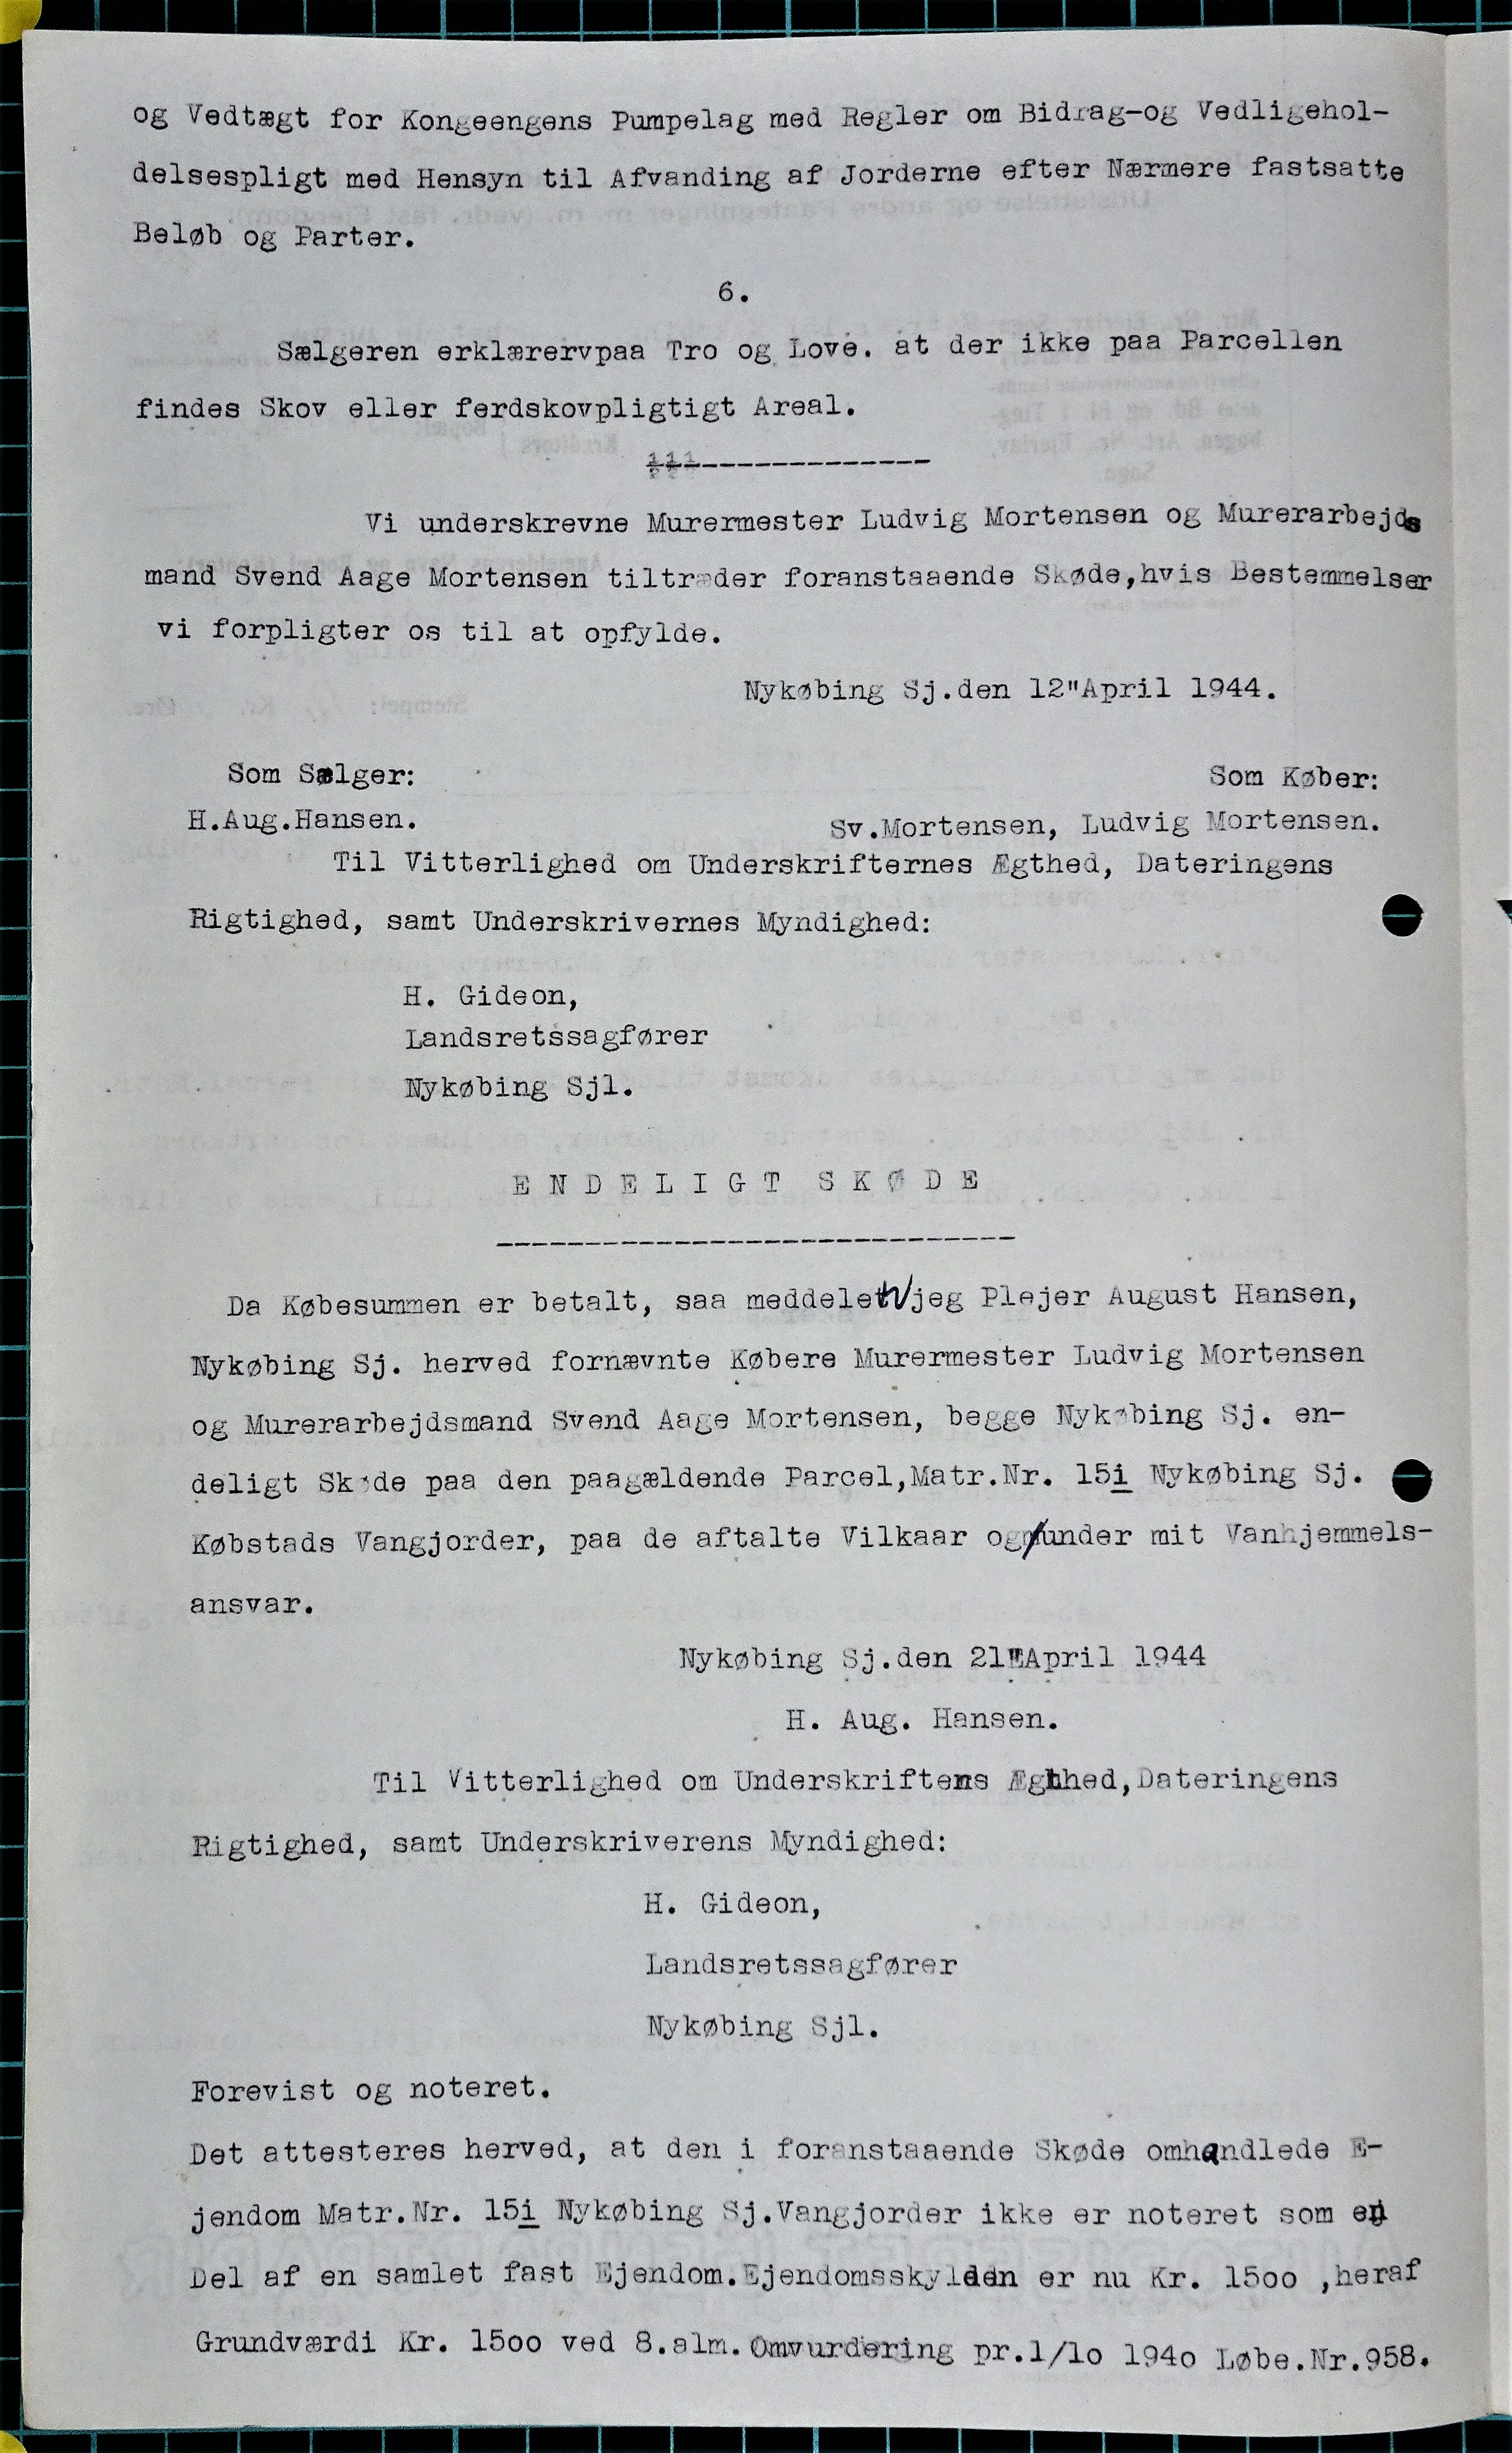 og Vedtægt for Kongeengens Pumpelag med Regler om Bidrag-og Vedligehol-
delsespligt med Hensyn til Afvanding af Jorderne efter Nærmere fastsatte
Beløb og Parter.
6.
Sælgeren erklærervpaa Tro og Love. at der ikke paa Parcellen
findes Skov eller ferdskovpligtigt Areal.
-----------------
Vi underskrevne Murermester Ludvig Mortensen og Murerarbejds
mand Svend Aage Mortensen tiltræder foranstaaende Skøde,hvis Bestemmelser
vi forpligter os til at opfylde.
Nykøbing Sj.den 12"April 1944.
Som Sælger: Som Køber:
H.Aug.Hansen. Sv.Mortensen, Ludvig Mortensen.
Til Vitterlighed om Underskrifternes Ægthed, Dateringens
Rigtighed, samt Underskrivernes Myndighed:
H. Gideon,
Landsretssagfører
Nykøbing Sjl.
E N D E L I G T  S K Ø D E
------------------------------
Da Købesummen er betalt, saa meddeler jeg Plejer August Hansen,
Nykøbing Sj. herved fornævnte Købere Murermester Ludvig Mortensen
og Murerarbejdsmand Svend Aage Mortensen, begge Nykøbing Sj. en-
deligt Skøde paa den paagældende Parcel,Matr.Nr. 15i Nykøbing Sj.
Købstads Vangjorder, paa de aftalte Vilkaar og under mit Vanhjemmels-
ansvar.
Nykøbing Sj.den 21"April 1944
H. Aug. Hansen.
Til Vitterlighed om Underskriftens Ægthed,Dateringens
Rigtighed, samt Underskriverens Myndighed:
H. Gideon,
Landsretssagfører
Nykøbing Sjl.
Forevist og noteret.
Det attesteres herved, at den i foranstaaende Skøde omhandlede E-
jendom Matr.Nr. 15i Nykøbing Sj.Vangjorder ikke er noteret som en
Del af en samlet fast Ejendom.Ejendomsskylden er nu Kr. 15oo ,heraf
Grundværdi Kr. 15oo ved 8.alm.Omvurdering pr.1/1o 194o Løbe.Nr.958.